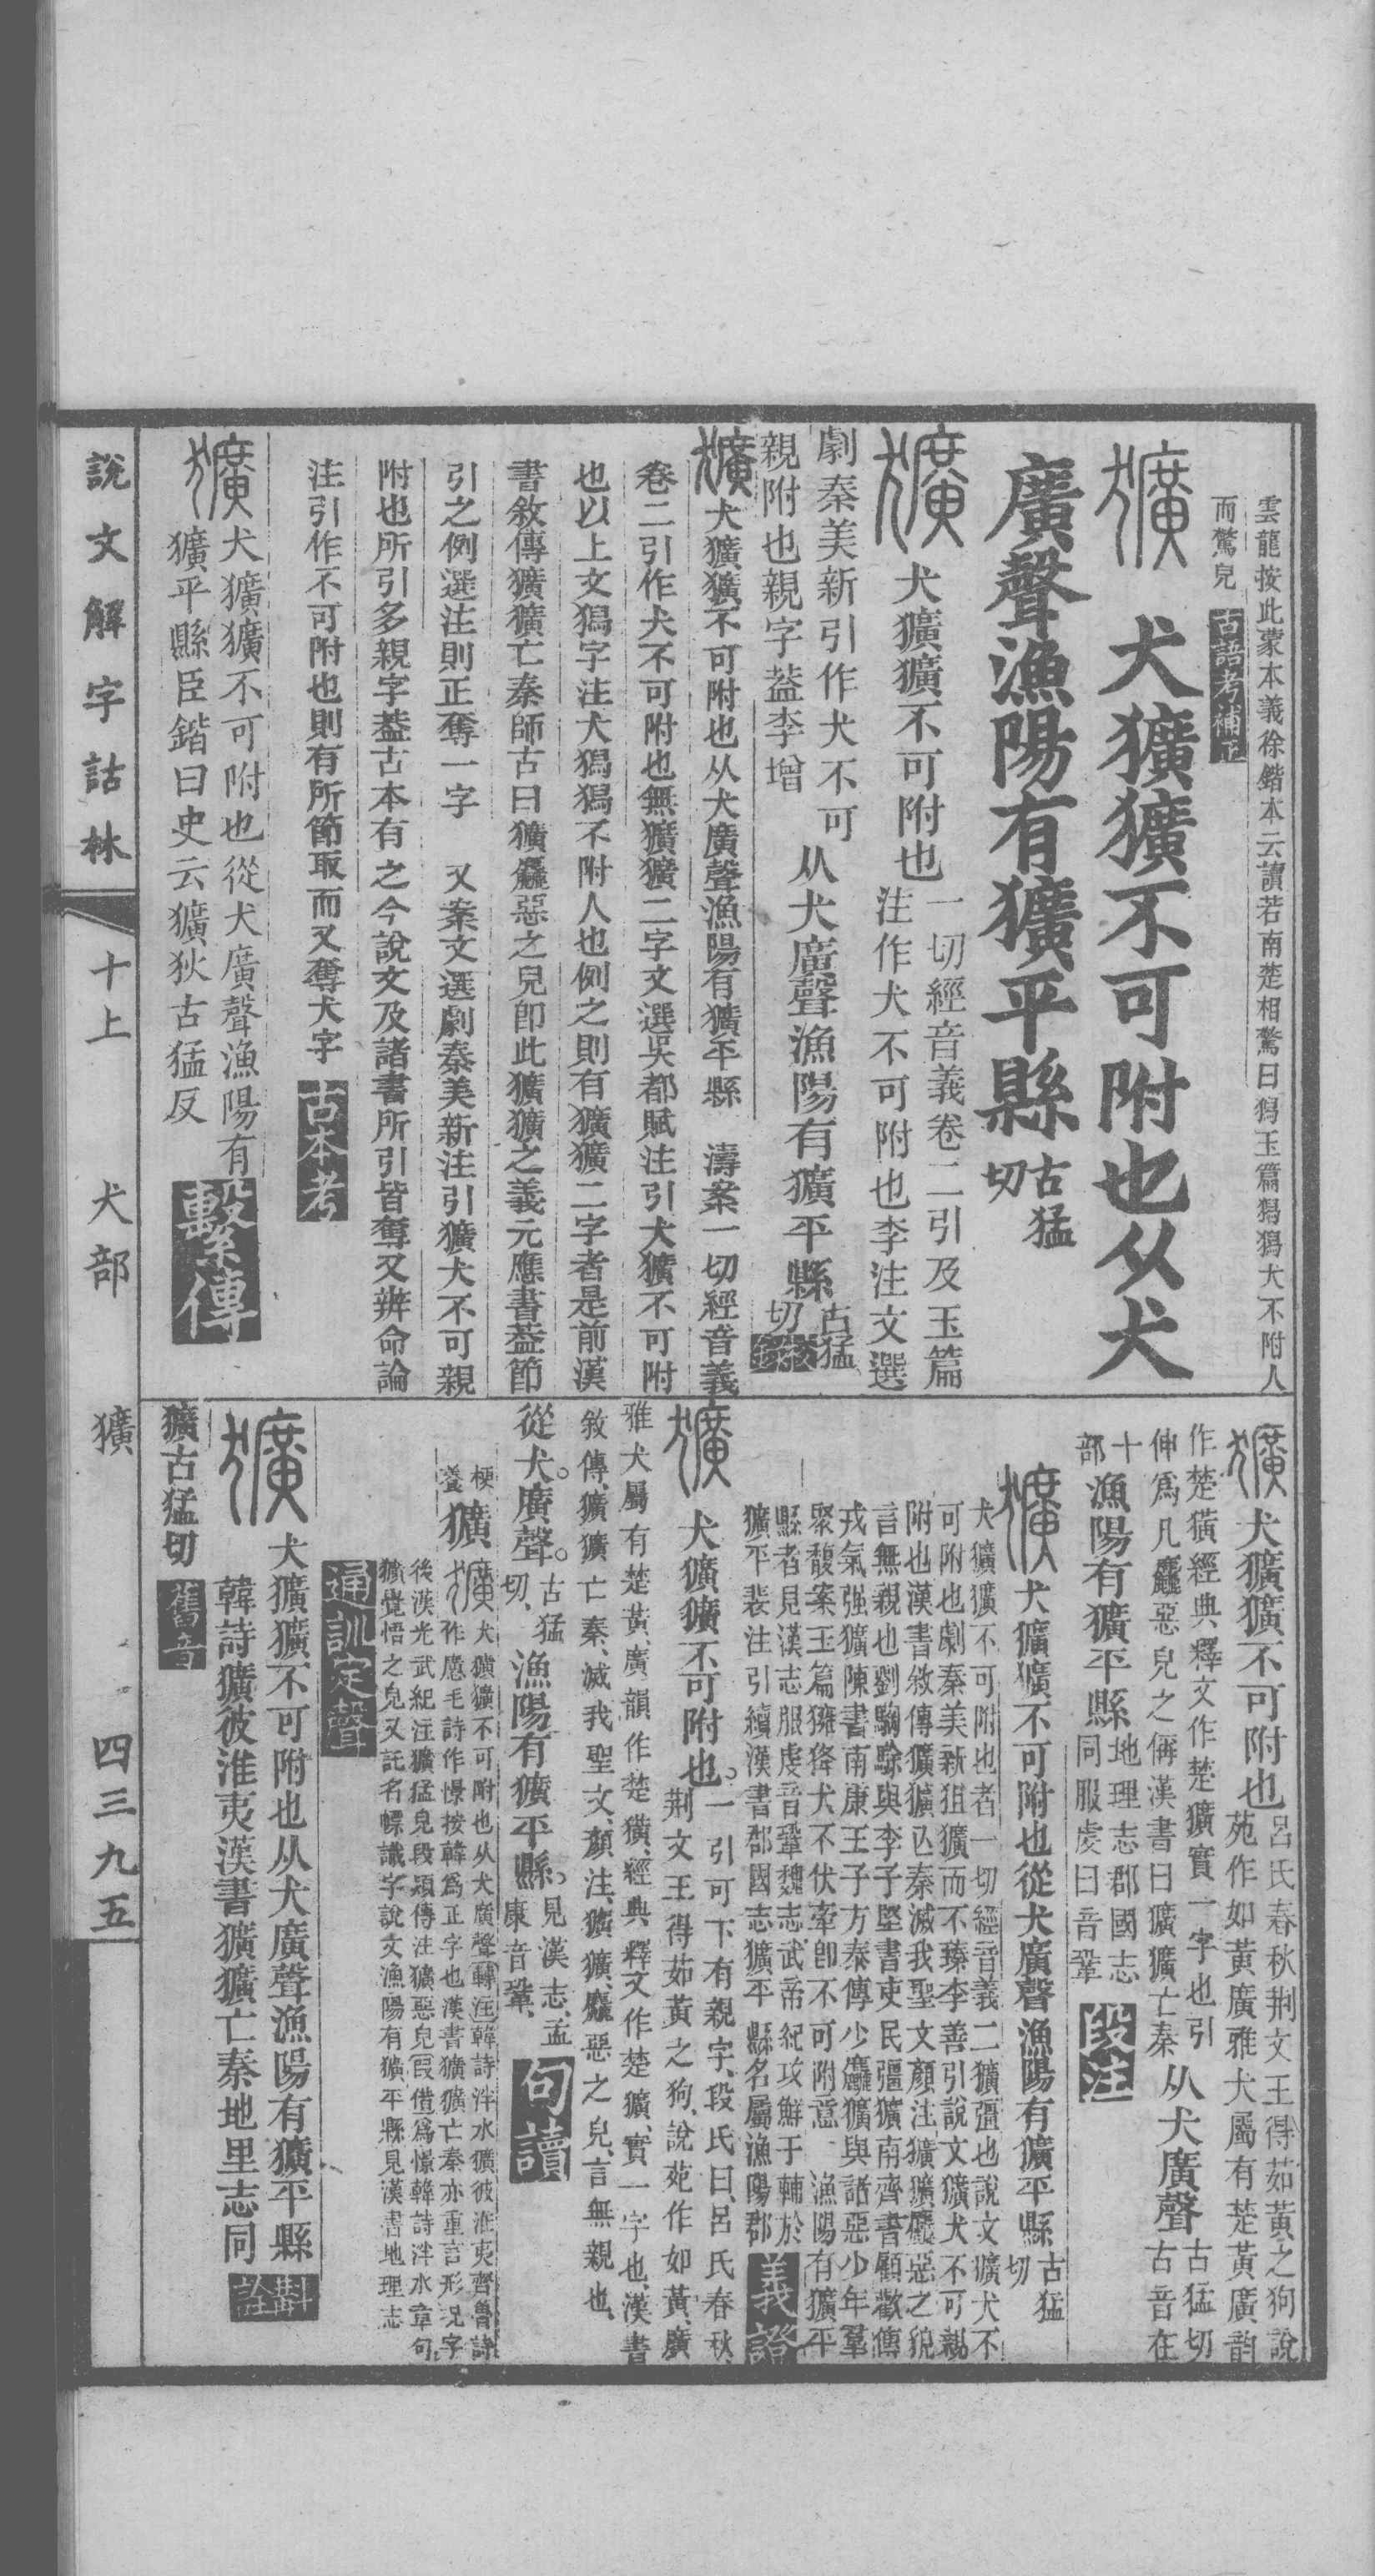 雲龍按此蒙本義徐鍇本云讀若南楚相驚曰猲玉篇猲猲犬不附人
而驚皃 古語考補正
獷 犬獷獷不可附也从犬
廣聲漁陽有獷平縣 古猛
切
獷 犬獷獷不可附也 一切經音義卷二引及玉篇
注作犬不可附也李注文選
劇秦美新引作犬不可
親附也親字葢李增 从犬廣聲漁陽有獷平縣 古猛
切 校錄
獷 犬獷獷不可附也从犬廣聲漁陽有獷平縣 濤案一切經音義
卷二引作犬不可附也無獷獷二字文選吳都賦注引犬獷不可附
也以上文猲字注犬猲猲不附人也例之則有獷獷二字者是前漢
書敘傳獷獷亡秦師古曰獷麤惡之皃卽此獷獷之義元應書葢節
引之例選注則正奪一字 又案文選劇秦美新注引獷犬不可親
附也所引多親字葢古本有之今說文及諸書所引皆奪又辨命論
注引作不可附也則有所節取而又奪犬字 古本考
獷 犬獷獷不可附也從犬廣聲漁陽有
獷平縣臣鍇曰史云獷狄古猛反 繫傳
獷 犬獷獷不可附也 呂氏春秋荆文王得茹黃之狗說
苑作如黃廣雅犬屬有楚黃廣韵
作楚獚經典釋文作楚獷實一字也引
伸爲凡麤惡皃之偁漢書曰獷獷亡秦 从犬廣聲 古猛切
古音在
十
部 漁陽有獷平縣 地理志郡國志
同服虔曰音鞏 段注
獷 犬獷獷不可附也從犬廣聲漁陽有獷平縣 古猛
切
犬獷獷不可附也者一切經音義二獷彊也說文獷犬不
可附也劇秦美新狙獷而不臻李善引說文獷犬不可親
附也漢書敘傳獷獷亡秦滅我聖文顏注獷獷麤惡之貌
言無親也劉騊駼與李子堅書吏民彊獷南齊書顧歡傳
戎氣强獷陳書南康王子方泰傳少麤獷與諸惡少年羣
聚馥案玉篇㹐㹔犬不伏牽卽不可附意 漁陽有獷平
縣者見漢志服虔音鞏魏志武帝紀攻鮮于輔於
獷平裴注引續漢書郡國志獷平縣名屬漁陽郡 義證
獷 犬獷獷不可附也。 一引可下有親字、段氏曰、呂氏春秋、
荆文王得茹黃之狗、說苑作如黃、廣
雅犬屬有楚黃、廣韻作楚獚、經典釋文作楚獷、實一字也、漢書
敘傳、獷獷亡秦、滅我聖文、顏注、獷獷、麤惡之皃、言無親也、
從犬。廣聲。 古猛
切、 漁陽有獷平縣。 見漢志、孟
康音鞏、 句讀
梗
養 獷 獷犬獷獷不可附也从犬廣聲轉注韓詩泮水獷彼淮夷齊魯詩
作應毛詩作憬按韓爲正字也漢書獷獷亡秦亦重言形況字
後漢光武紀注獷猛皃段熲傳注獷惡皃叚借爲憬韓詩泮水章句
獷覺悟之皃又託名幖識字說文漁陽有獷平縣見漢書地理志
通訓定聲
獷 犬獷獷不可附也从犬廣聲漁陽有獷平縣
韓詩獷彼淮夷漢書獷獷亡秦地里志同 斠詮
獷古猛切 舊音
說文解字詁林 十上 犬部 獷 四三九五